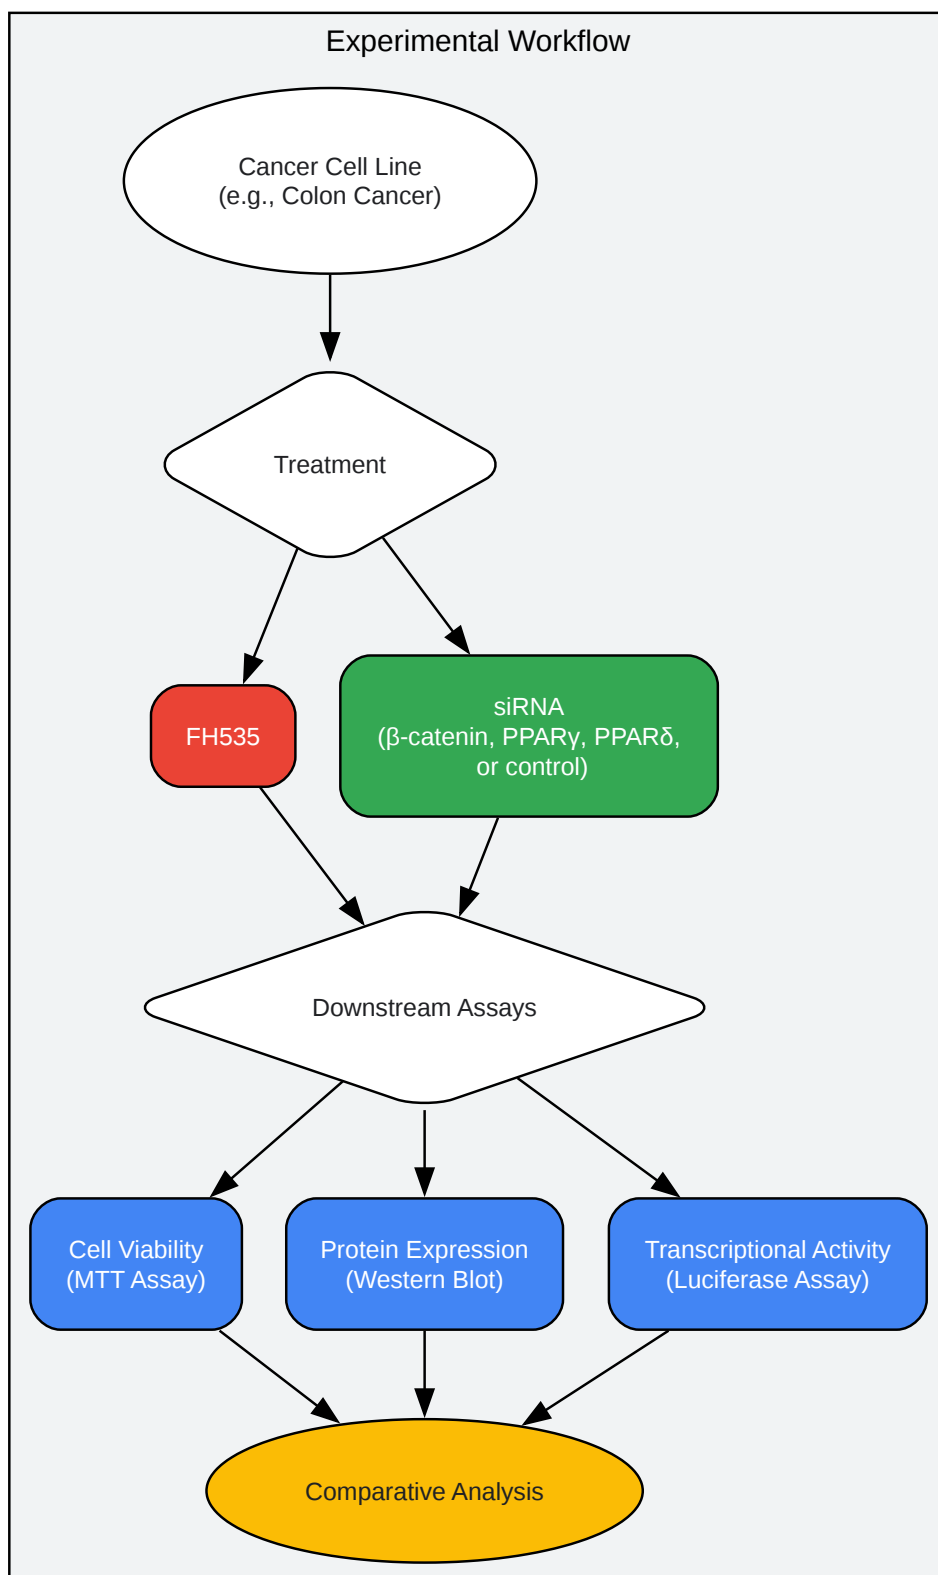 Experimental Workflow
Cancer Cell Line
(e.g., Colon Cancer)
Treatment
FH535
siRNA
(β-catenin, PPARγ, PPARδ,
or control)
Downstream Assays
Cell Viability
(MTT Assay)
Protein Expression
(Western Blot)
Transcriptional Activity
(Luciferase Assay)
Comparative Analysis